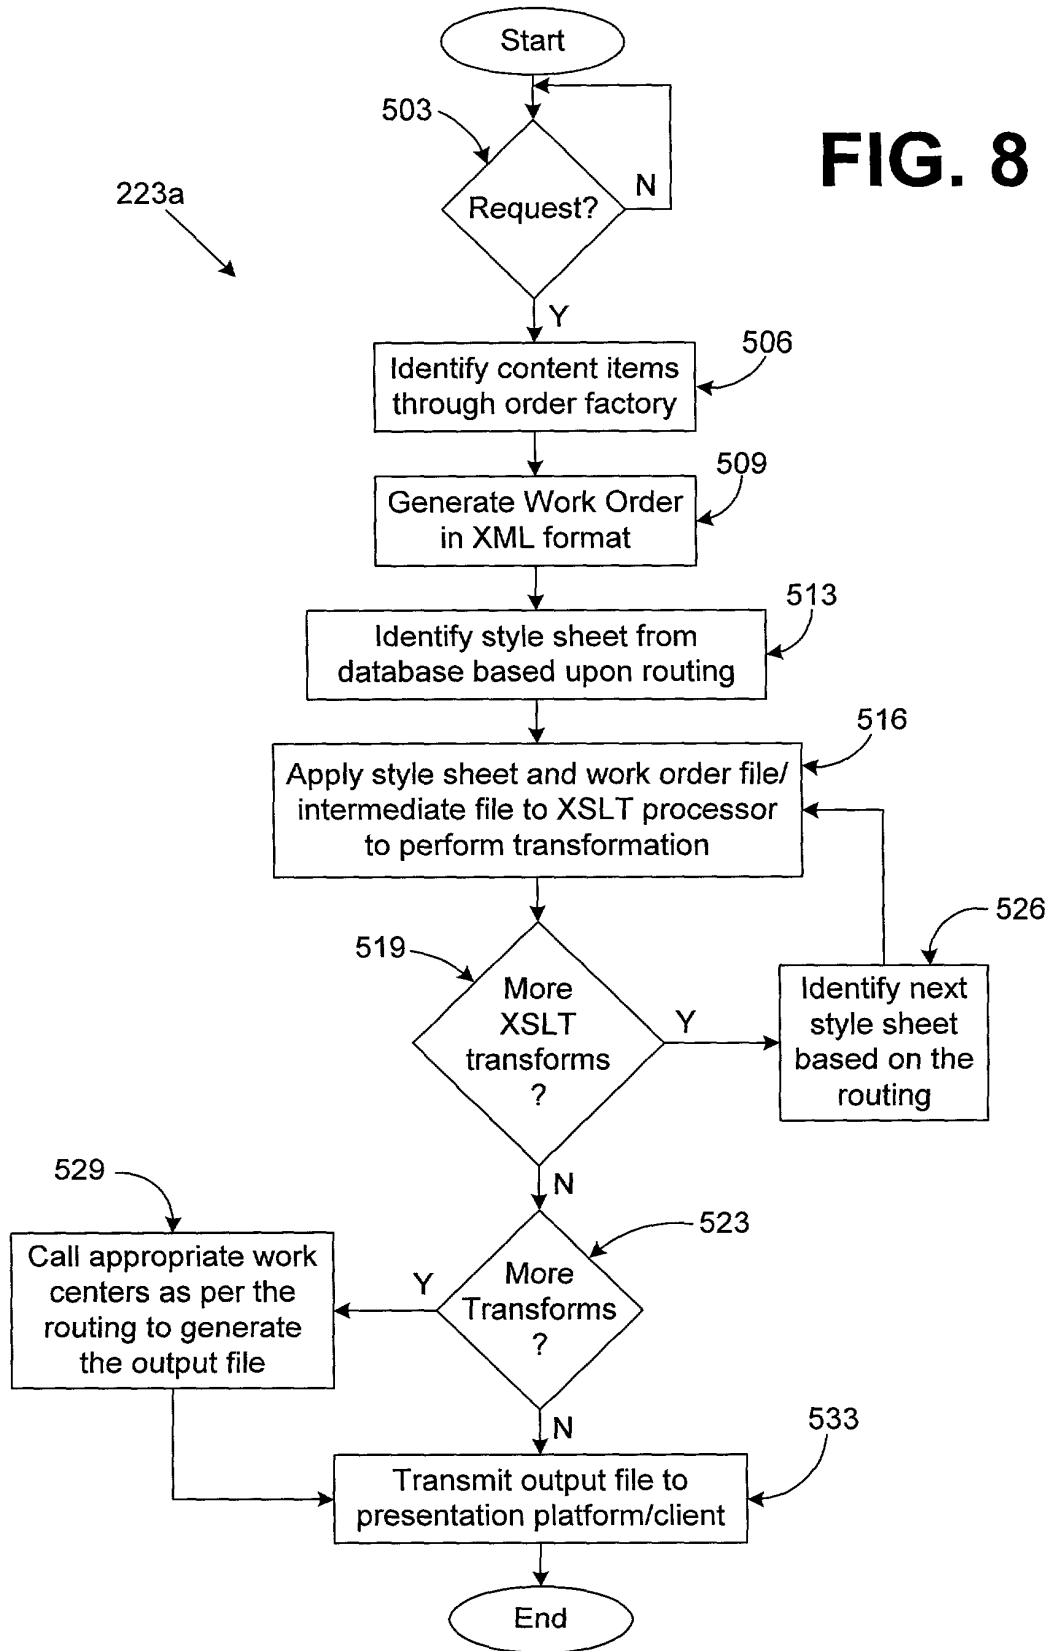 Start
503
FIG. 8
223a
Request?
N
Y
506
Identify content items
through order factory
509
Generate Work Order
in XML format
513
Identify style sheet from
database based upon routing
516
Apply style sheet and work order file/
intermediate file to XSLT processor
to perform transformation
519
More
XSLT
transforms
?
Y
526
Identify next
style sheet
based on the
routing
N
529
523
Call appropriate work
centers as per the
routing to generate
the output file
Y
More
Transforms
?
N
533
Transmit output file to
presentation platform/client
End